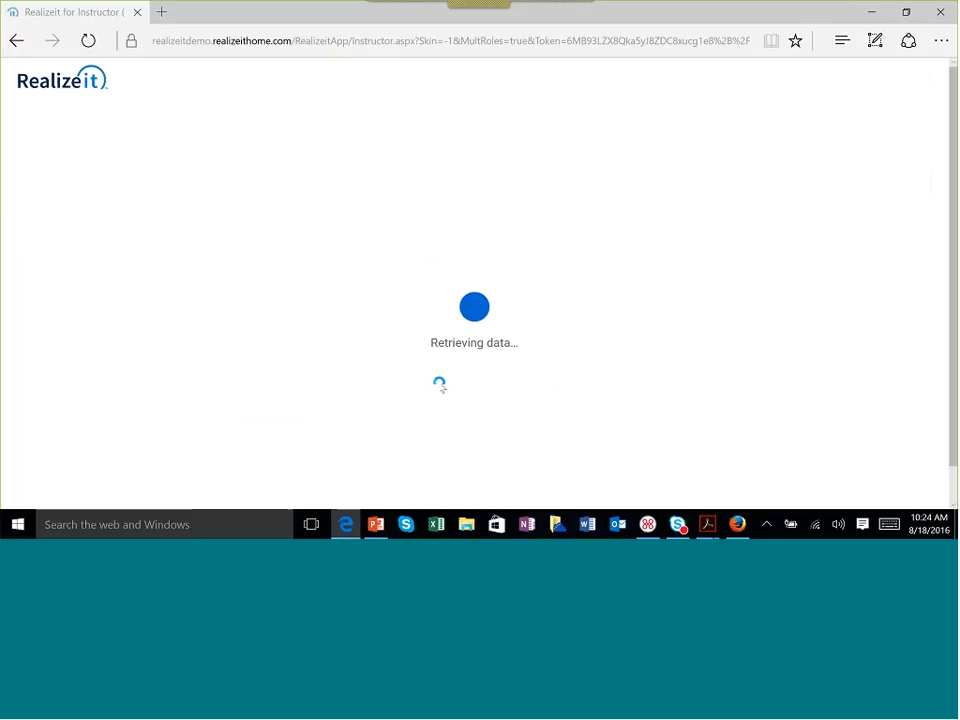 Realizeit for Instructor (
realizeitdemo.realizeithome.com/RealizeitApp/Instructor.aspx?Skin=-1&MultRoles=true&Token=6MB93LZX8Qka5yJ8ZDC8xucg1e8%2B%2F
Realizeit
Retrieving data...
Search the web and Windows
10:24 AM
8/18/2016